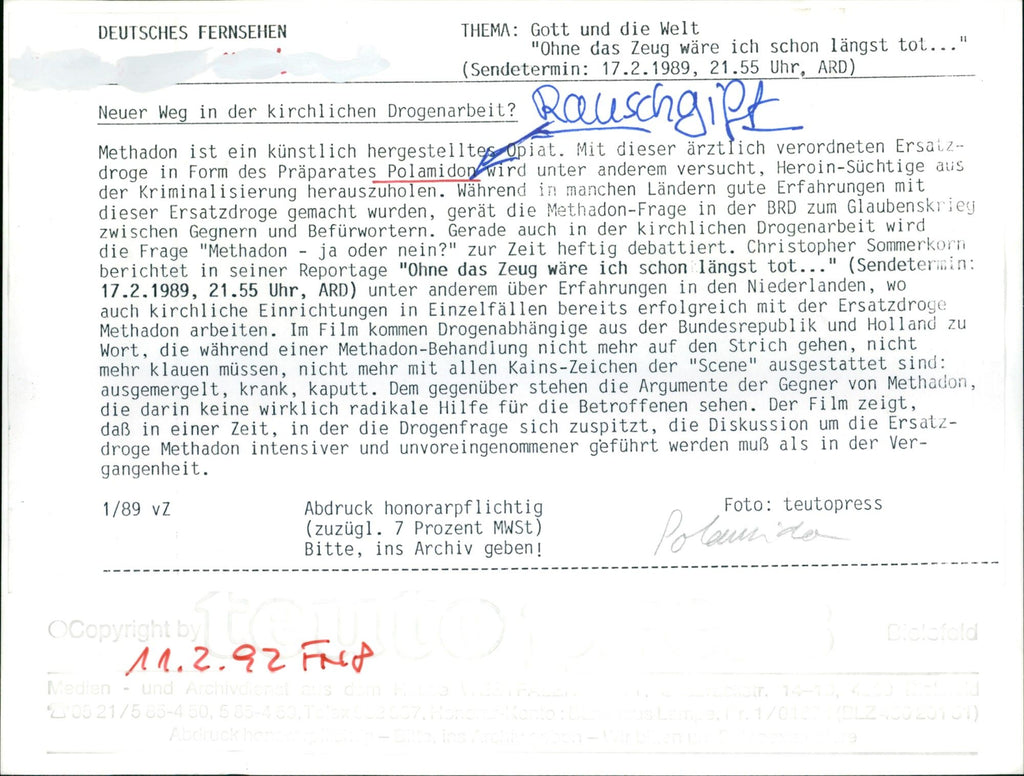 DEUTSCHES FERNSEHEN
THEMA: Gott und die Welt
"Ohne das Zeug wäre ich schon längst tot..."
(Sendetermin: 17.2.1989, 21.55 Uhr, ARD)
Neuer Weg in der kirchlichen Drogenarbeit?
Rauschgift
Methadon ist ein künstlich hergestelltes Opiat. Mit dieser ärztlich verordneten Ersatz-
droge in Form des Präparates Polamidon wird unter anderem versucht, Heroin-Süchtige aus
der Kriminalisierung herauszuholen. Während in manchen Ländern gute Erfahrungen mit
dieser Ersatzdroge gemacht wurden, gerät die Methadon-Frage in der BRD zum Glaubenskrieg
zwischen Gegnern und Befürwortern. Gerade auch in der kirchlichen Drogenarbeit wird
die Frage "Methadon - ja oder nein?" zur Zeit heftig debattiert. Christopher Sommerkorn
berichtet in seiner Reportage "Ohne das Zeug wäre ich schon längst tot..." (Sendetermin:
17.2.1989, 21.55 Uhr, ARD) unter anderem über Erfahrungen in den Niederlanden, wo
auch kirchliche Einrichtungen in Einzelfällen bereits erfolgreich mit der Ersatzdroge
Methadon arbeiten. Im Film kommen Drogenabhängige aus der Bundesrepublik und Holland zu
Wort, die während einer Methadon-Behandlung nicht mehr auf den Strich gehen, nicht
mehr klauen müssen, nicht mehr mit allen Kains-Zeichen der "Scene" ausgestattet sind:
ausgemergelt, krank, kaputt. Dem gegenüber stehen die Argumente der Gegner von Methadon,
die darin keine wirklich radikale Hilfe für die Betroffenen sehen. Der Film zeigt,
daß in einer Zeit, in der die Drogenfrage sich zuspitzt, die Diskussion um die Ersatz-
droge Methadon intensiver und unvoreingenommener geführt werden muß als in der Ver-
gangenheit.
1/89 vZ
Abdruck honorarpflichtig
(zuzügl. 7 Prozent MWSt)
Bitte, ins Archiv geben!
Foto: teutopress
Polamido
©Copyright by teutopress Bielefeld
11.2.92 FN8
Medien - und Archivdienst aus dem